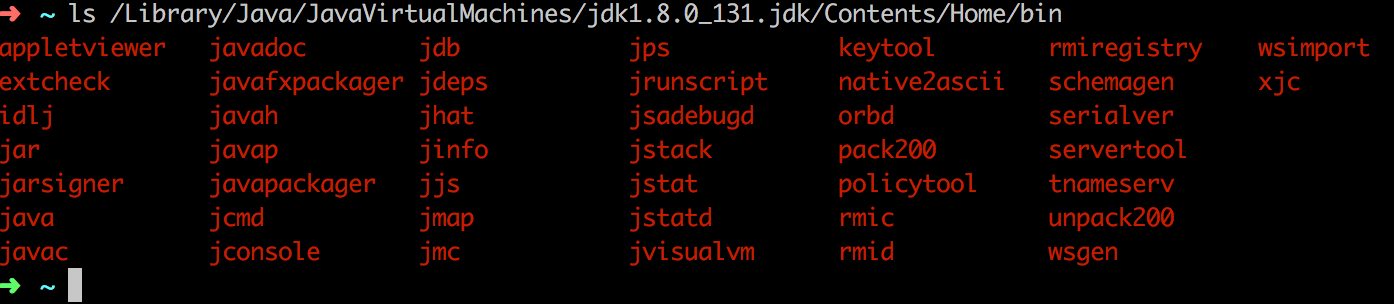 ➜ ~ ls /Library/Java/JavaVirtualMachines/jdk1.8.0_131.jdk/Contents/Home/bin
appletviewer javadoc jdb jps keytool rmiregistry wsimport
extcheck javafxpackager jdeps jrunscript native2ascii schemagen xjc
idlj javah jhat jsadebugd orbd serialver
jar javap jinfo jstack pack200 servertool
jarsigner javapackager jjs jstat policytool tnameserv
java jcmd jmap jstatd rmic unpack200
javac jconsole jmc jvisualvm rmid wsgen
➜ ~